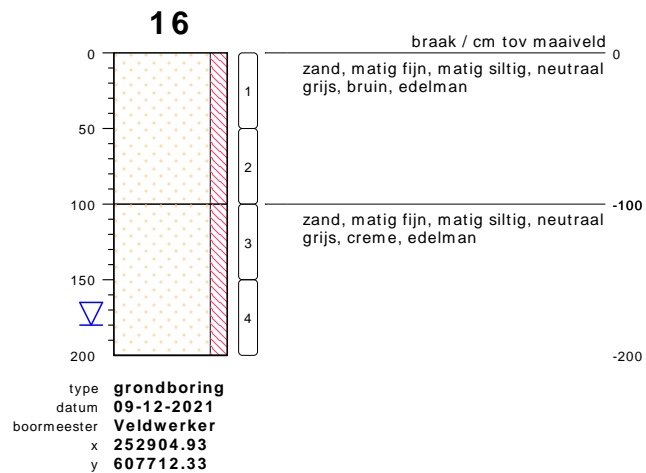 16
braak / cm tov maaiveld
0 0
zand, matig fijn, matig siltig, neutraal
grijs, bruin, edelman
1
50
2
100 -100
zand, matig fijn, matig siltig, neutraal
grijs, creme, edelman
3
150
4
200 -200
type grondboring
datum 09-12-2021
boormeester Veldwerker
x 252904.93
y 607712.33